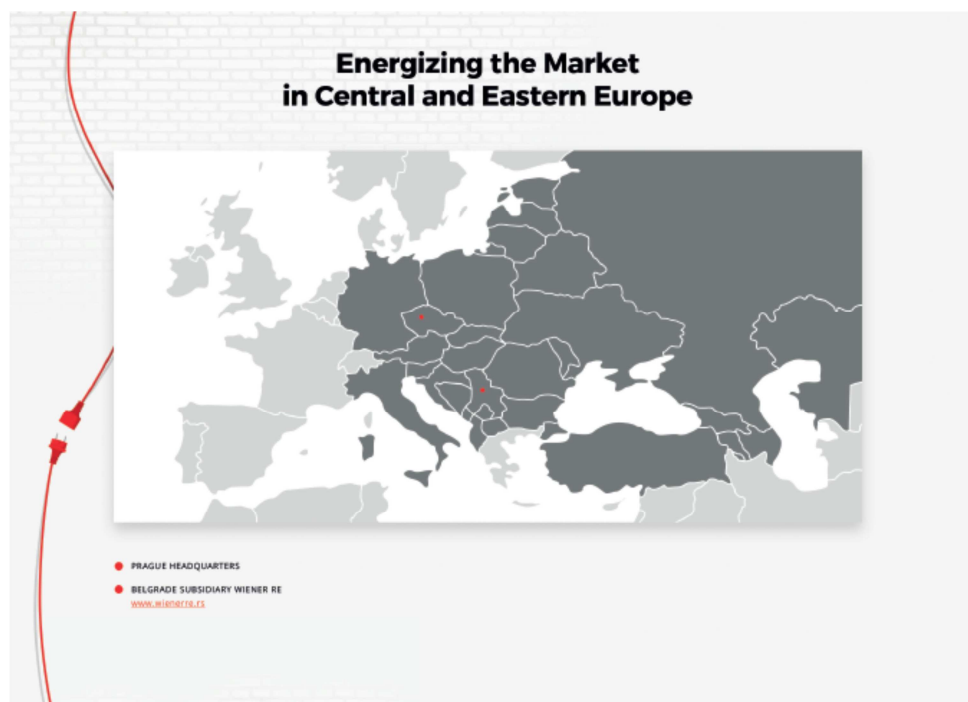 Energizing the Market
in Central and Eastern Europe
PRAGUE HEADQUARTERS
BELGRADE SUBSIDIARY WIENER RE
www.wienerre.rs